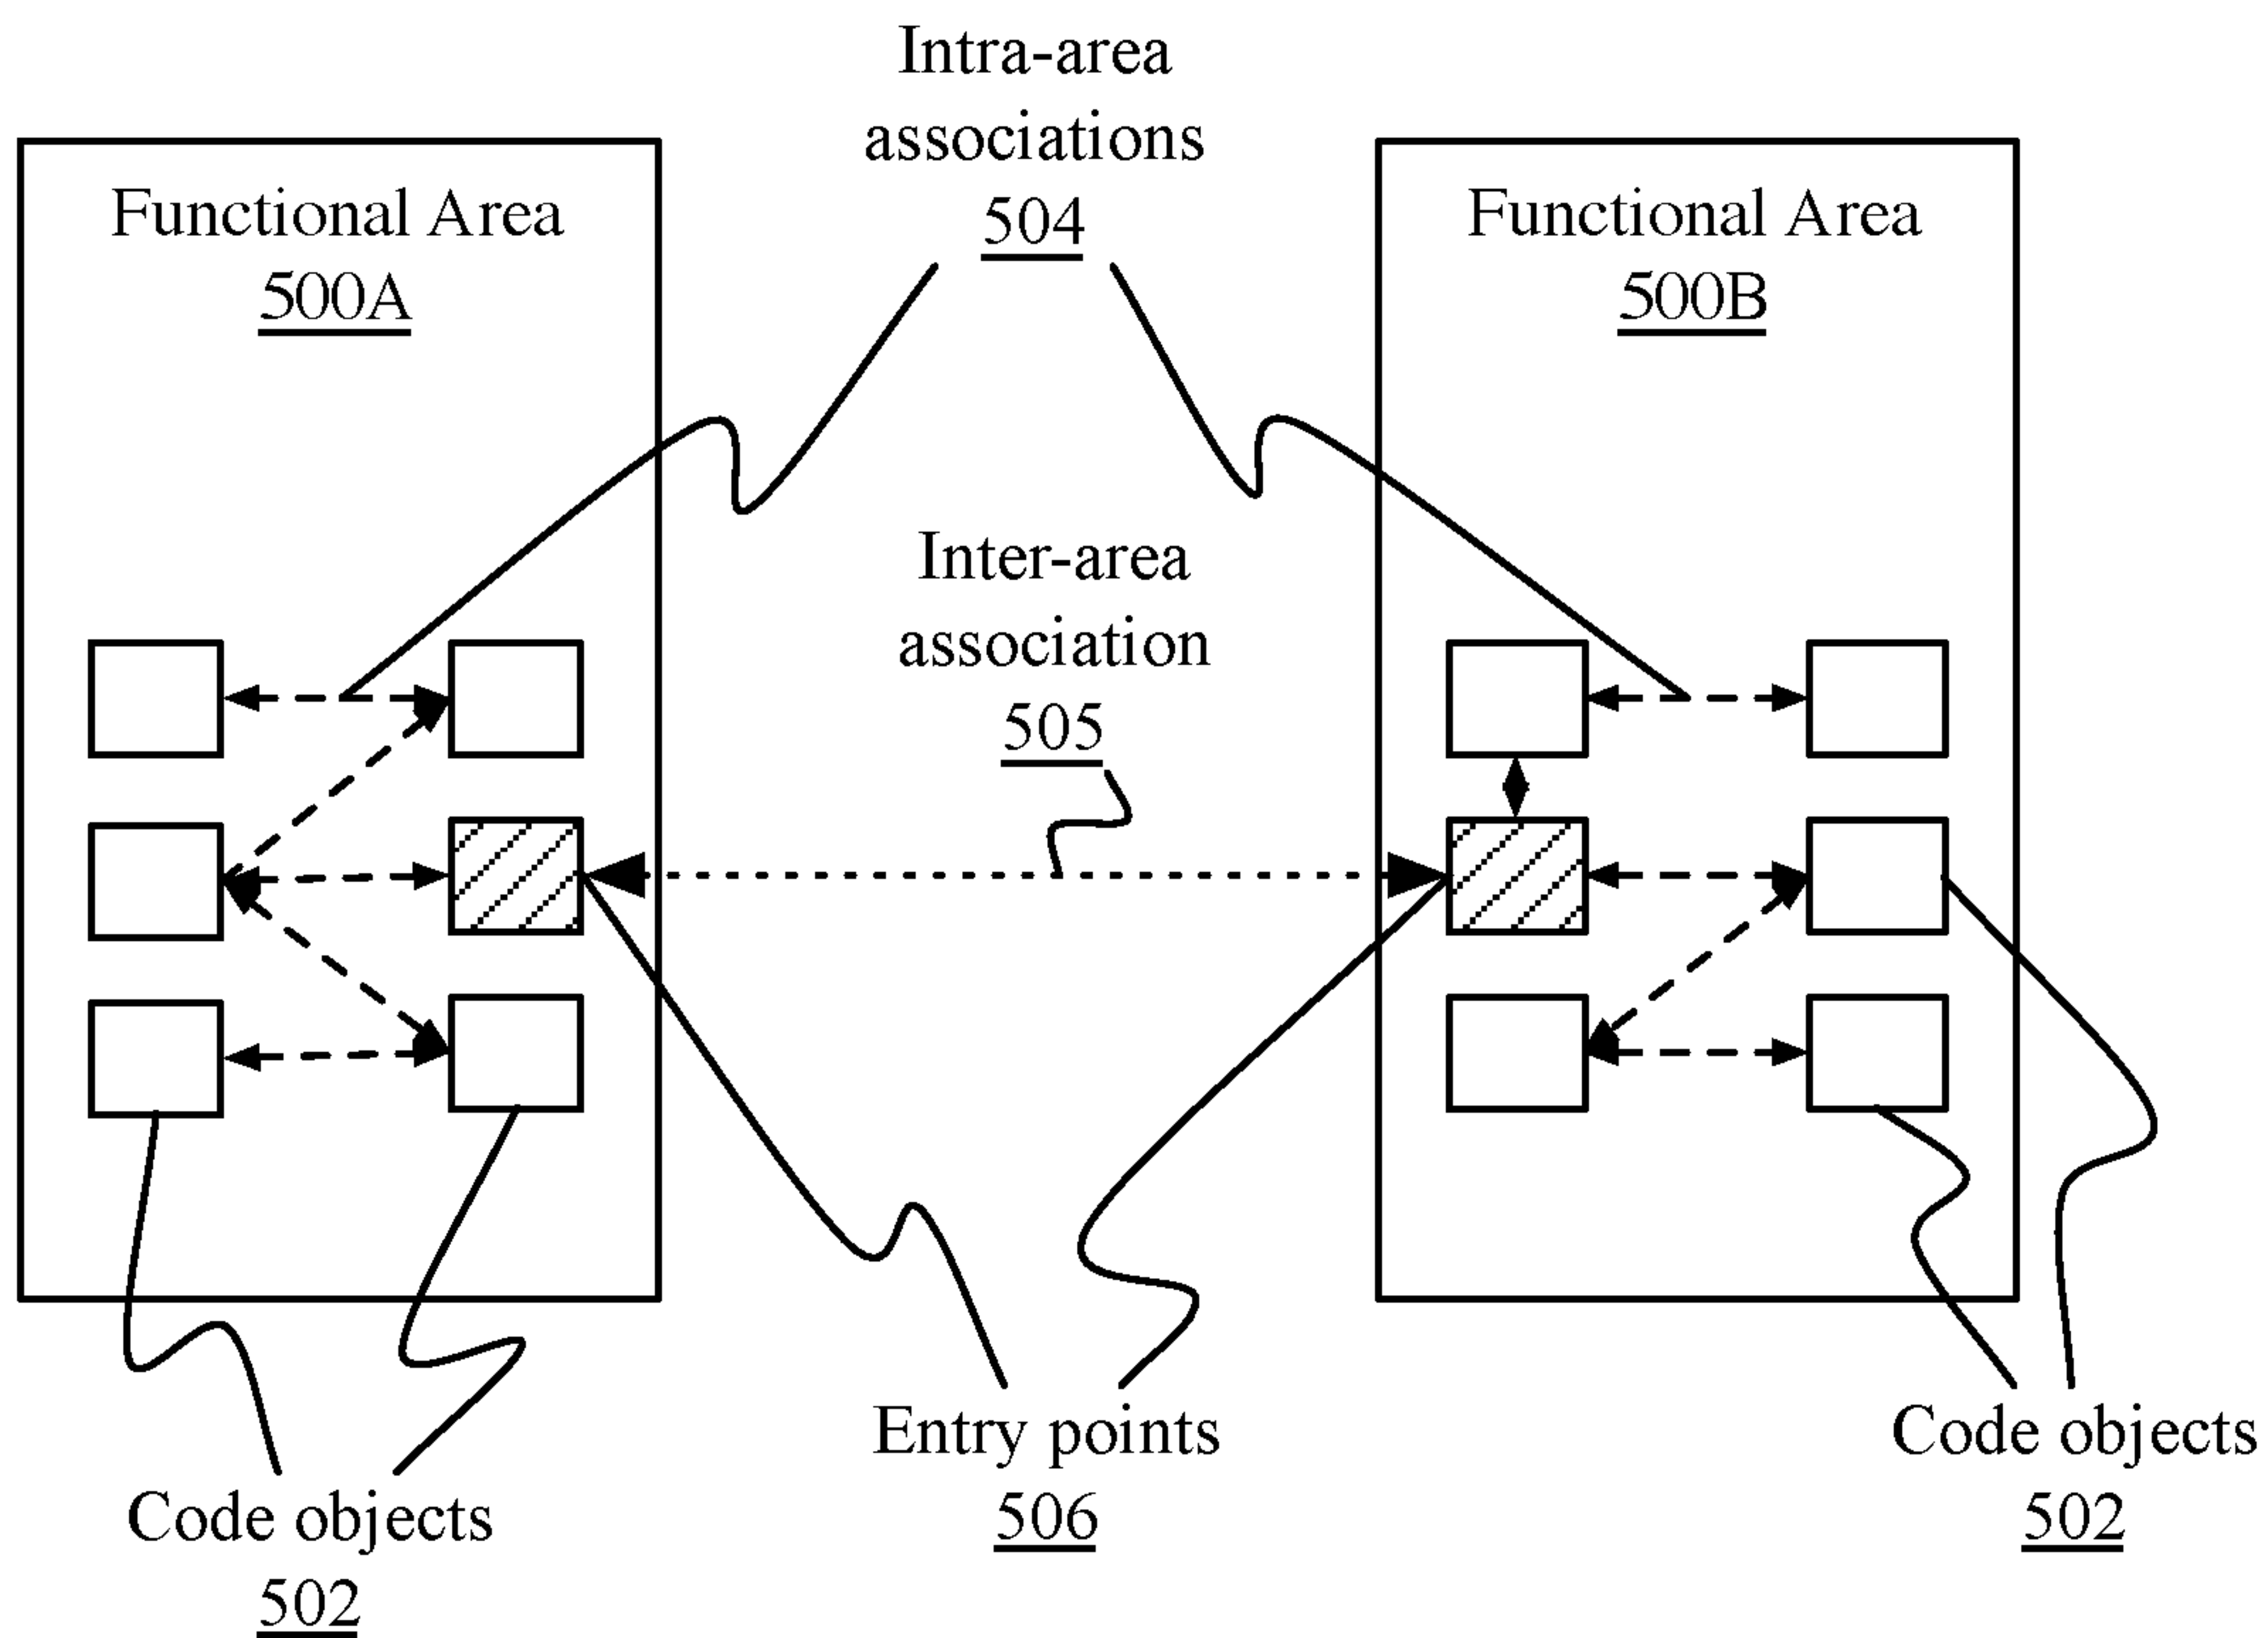 Intra-area
associations
504
Functional Area
500A
Functional Area
500B
Inter-area
association
505
Entry points
506
Code objects
502
Code objects
502